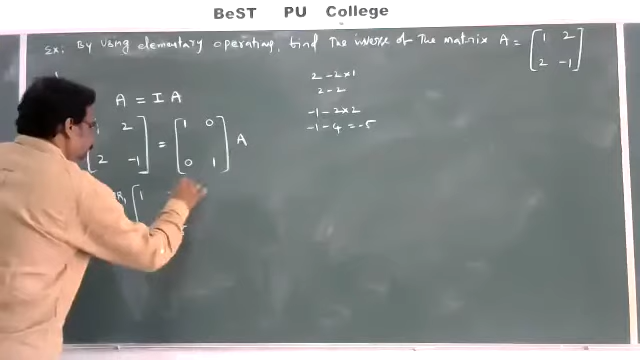 BeST PU College
Ex: By using elementary operations, find the inverse of the matrix A = [1 2
2 -1]
2 - 2×1
2 - 2
-1 - 2×2
-1 - 4 = -5
A = I A
1 2] = [1 0
2 -1] 0 1] A
R₁ [1